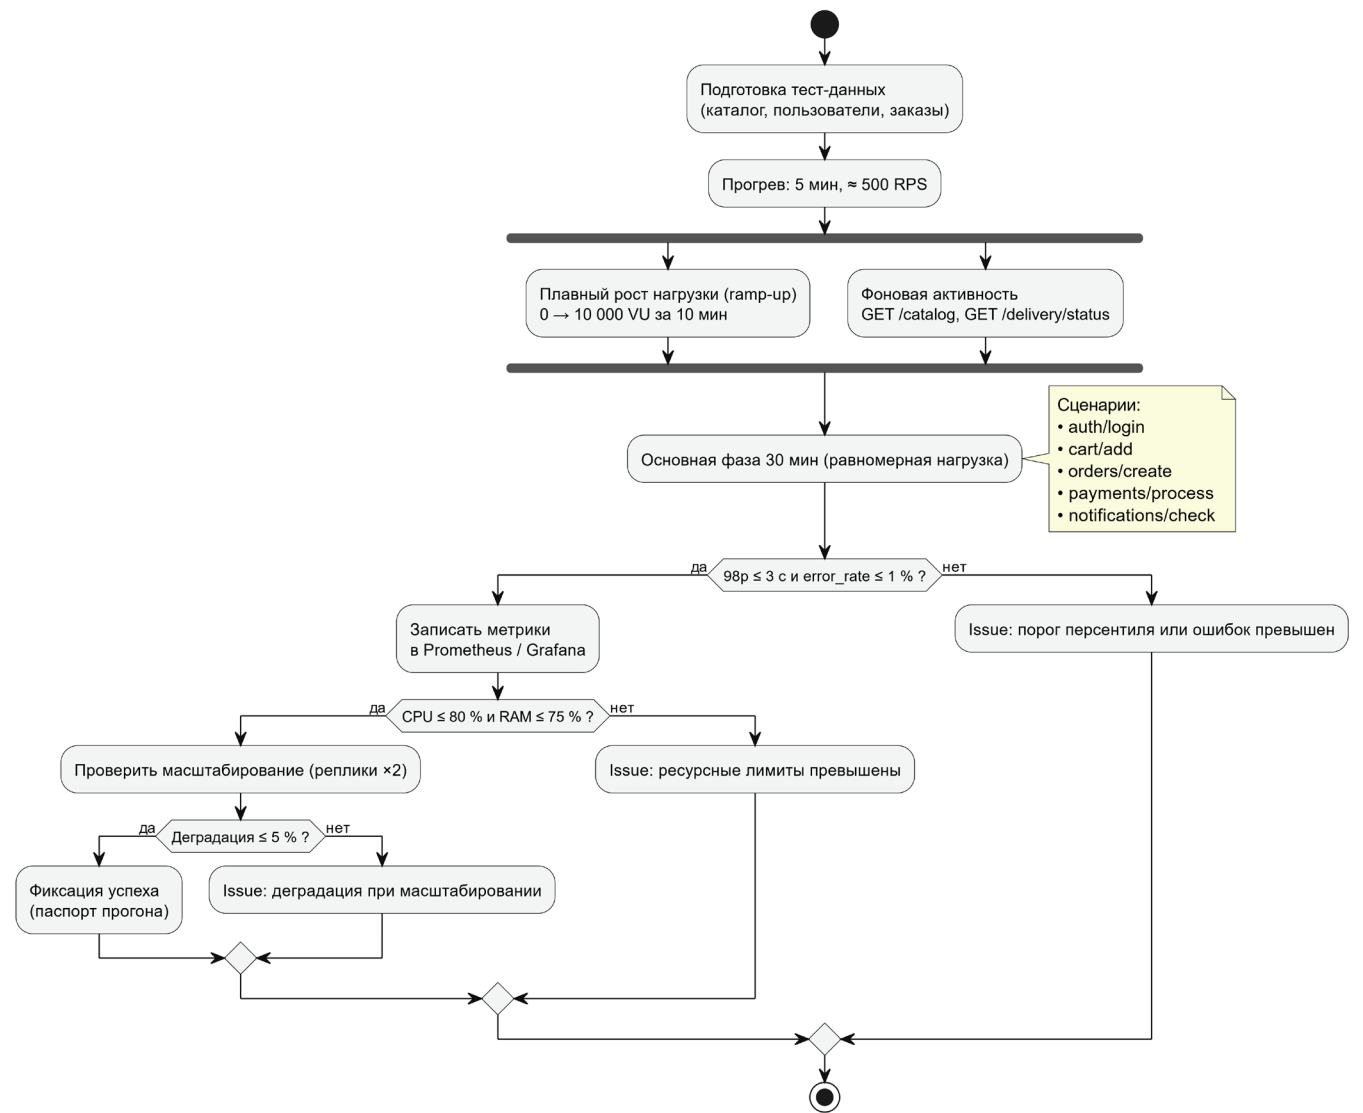 Подготовка тест-данных
(каталог, пользователи, заказы)
Прогрев: 5 мин, ≈ 500 RPS
Плавный рост нагрузки (ramp-up)
0 → 10 000 VU за 10 мин
Фоновая активность
GET /catalog, GET /delivery/status
Основная фаза 30 мин (равномерная нагрузка)
Сценарии:
• auth/login
• cart/add
• orders/create
• payments/process
• notifications/check
да
98p ≤ 3 с и error_rate ≤ 1 % ?
нет
Записать метрики
в Prometheus / Grafana
Issue: порог персентиля или ошибок превышен
да
CPU ≤ 80 % и RAM ≤ 75 % ?
нет
Проверить масштабирование (реплики ×2)
Issue: ресурсные лимиты превышены
да
Деградация ≤ 5 % ?
нет
Фиксация успеха
(паспорт прогона)
Issue: деградация при масштабировании